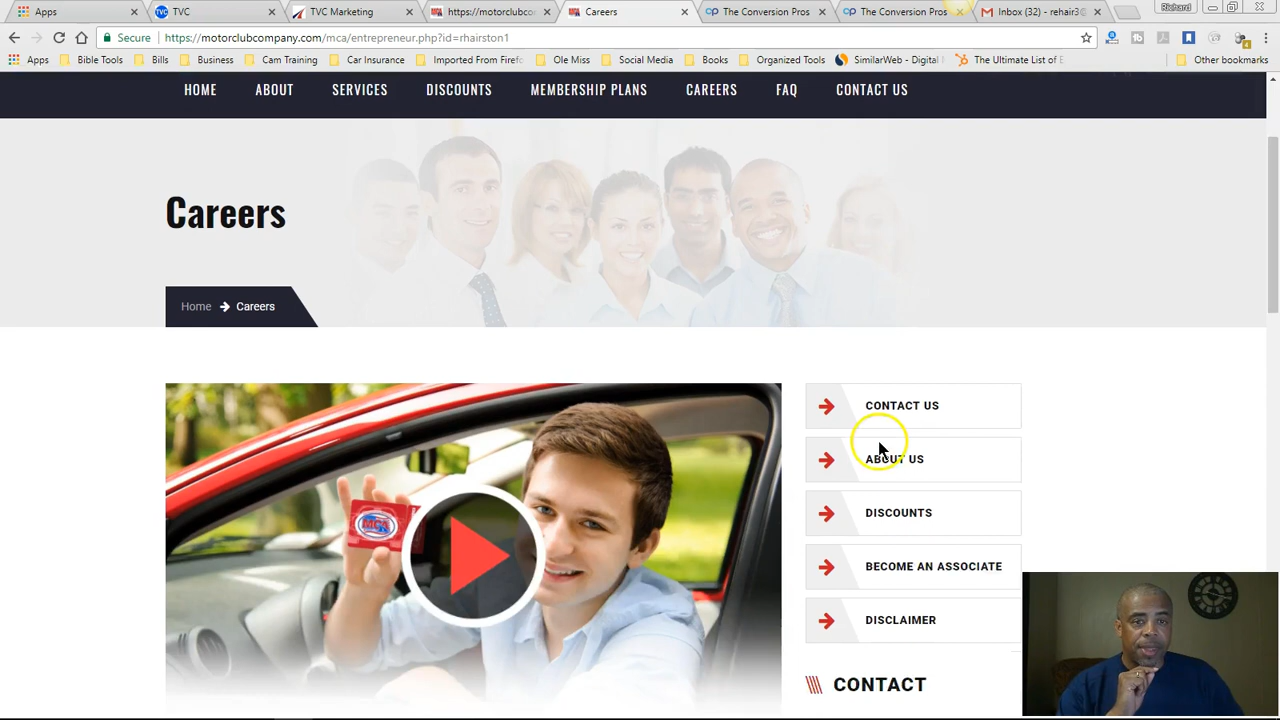 Apps
TVC
TVC Marketing
https://motorclubco
Careers
The Conversion Pros
The Conversion Pros
Inbox (32) - rehair3@
Richard
Secure
https://motorclubcompany.com/mca/entrepreneur.php?id=rhairston1
Apps
Bible Tools
Bills
Business
Cam Training
Car Insurance
Imported From Firef
Ole Miss
Social Media
Books
Organized Tools
SimilarWeb - Digital
The Ultimate List of E
Other bookmarks
HOME
ABOUT
SERVICES
DISCOUNTS
MEMBERSHIP PLANS
CAREERS
FAQ
CONTACT US
Careers
Home
Careers
MCA
CONTACT US
ABOUT US
DISCOUNTS
BECOME AN ASSOCIATE
DISCLAIMER
CONTACT